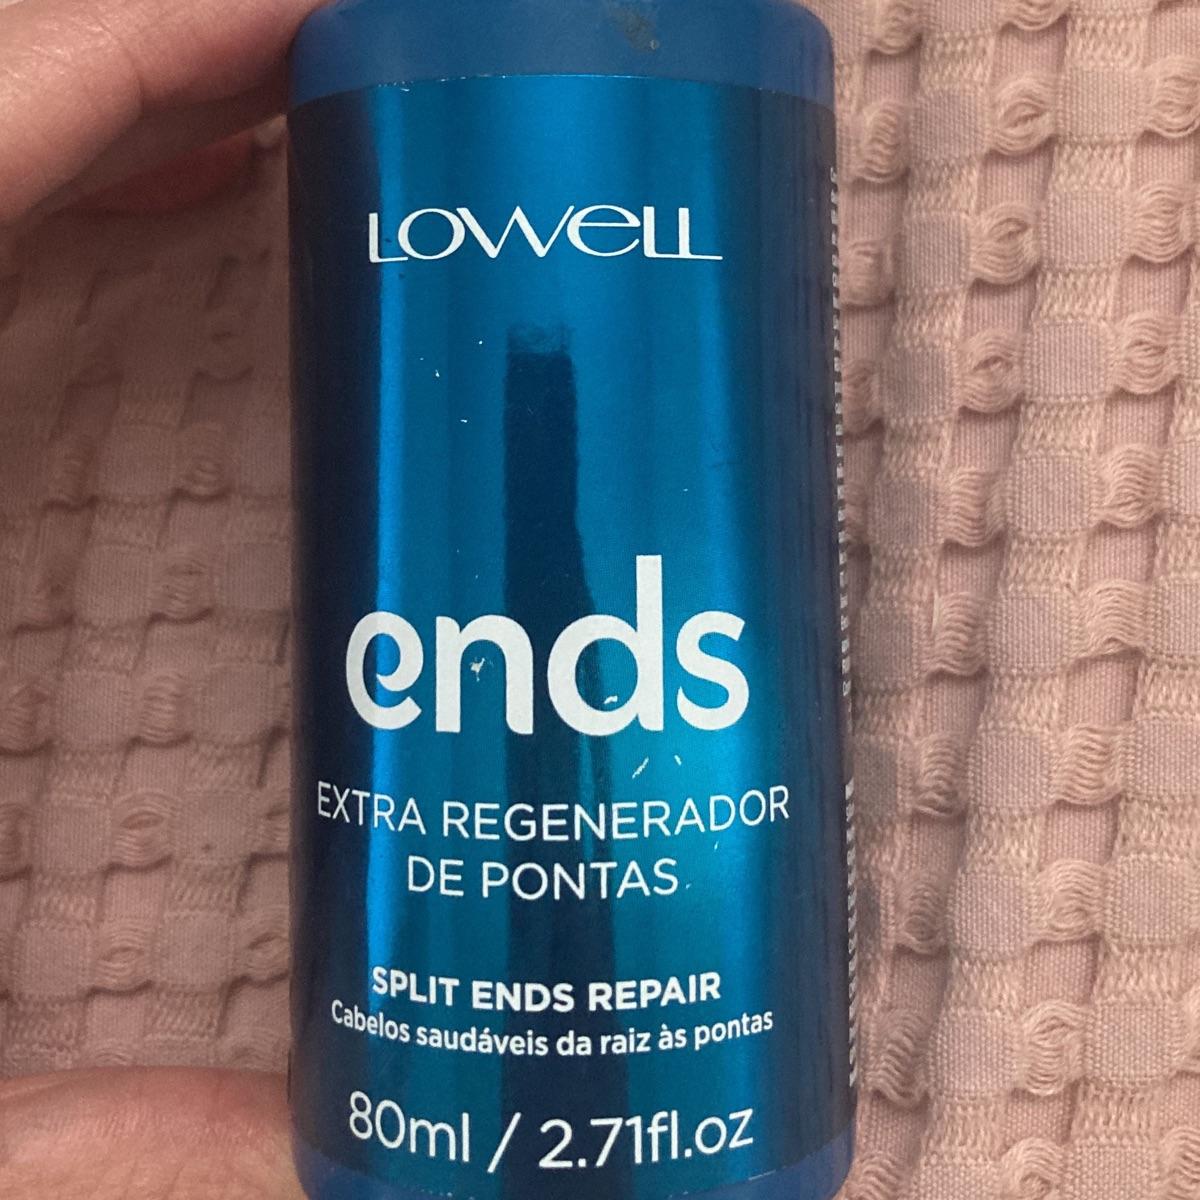 LOWELL
ends
EXTRA REGENERADOR
DE PONTAS
SPLIT ENDS REPAIR
Cabelos saudáveis da raiz às pontas
80ml / 2.71fl.oz